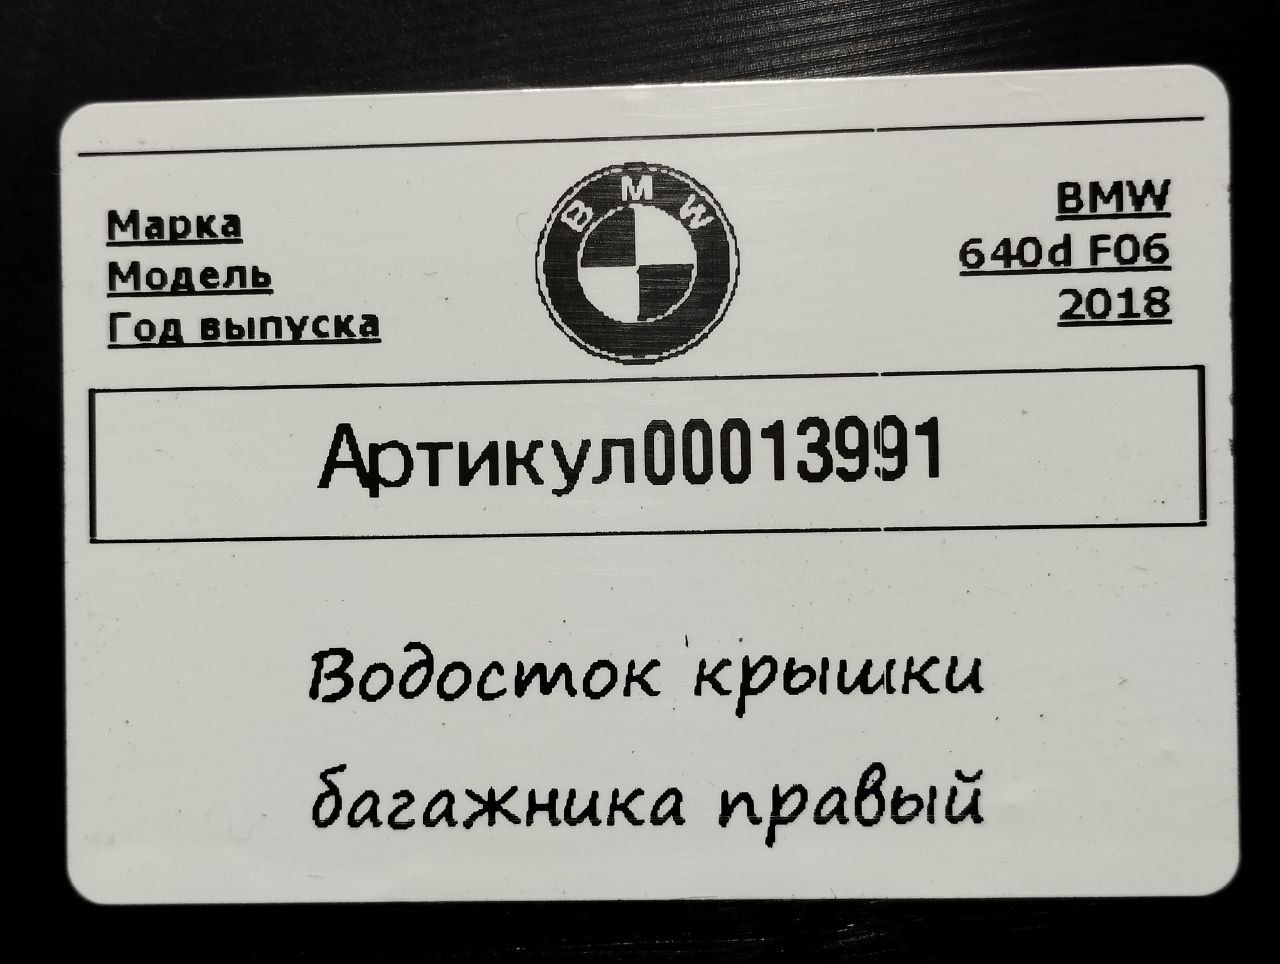 Марка
Модель
Год выпуска
BMW
BMW
640d F06
2018
Артикул00013991
Водосток крышки
багажника правый